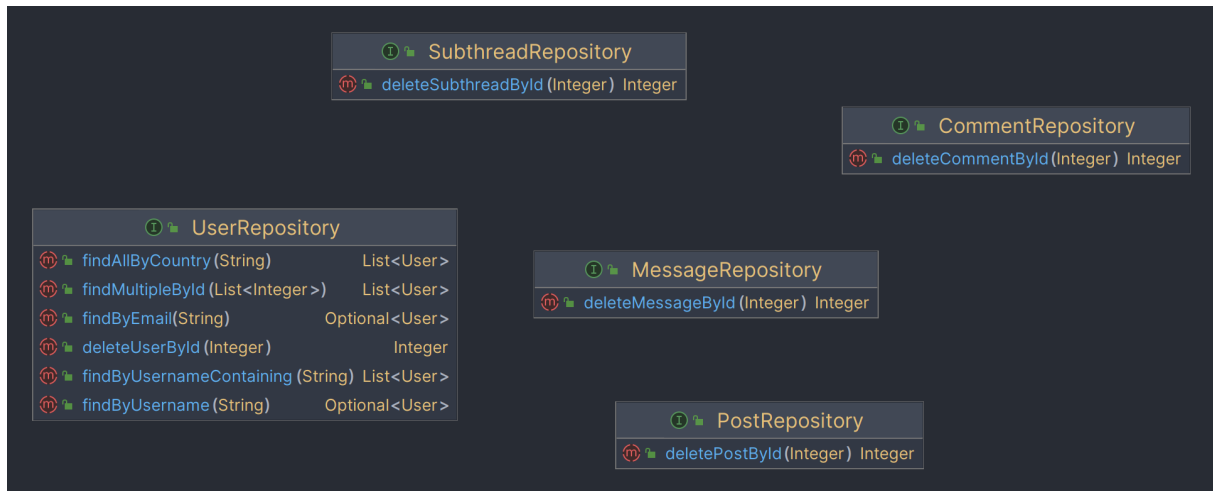 SubthreadRepository
deleteSubthreadById(Integer) Integer
CommentRepository
deleteCommentById(Integer) Integer
UserRepository
findAllByCountry(String) List<User>
findMultipleById(List<Integer>) List<User>
findByEmail(String) Optional<User>
deleteUserById(Integer) Integer
findByUsernameContaining(String) List<User>
findByUsername(String) Optional<User>
MessageRepository
deleteMessageById(Integer) Integer
PostRepository
deletePostById(Integer) Integer